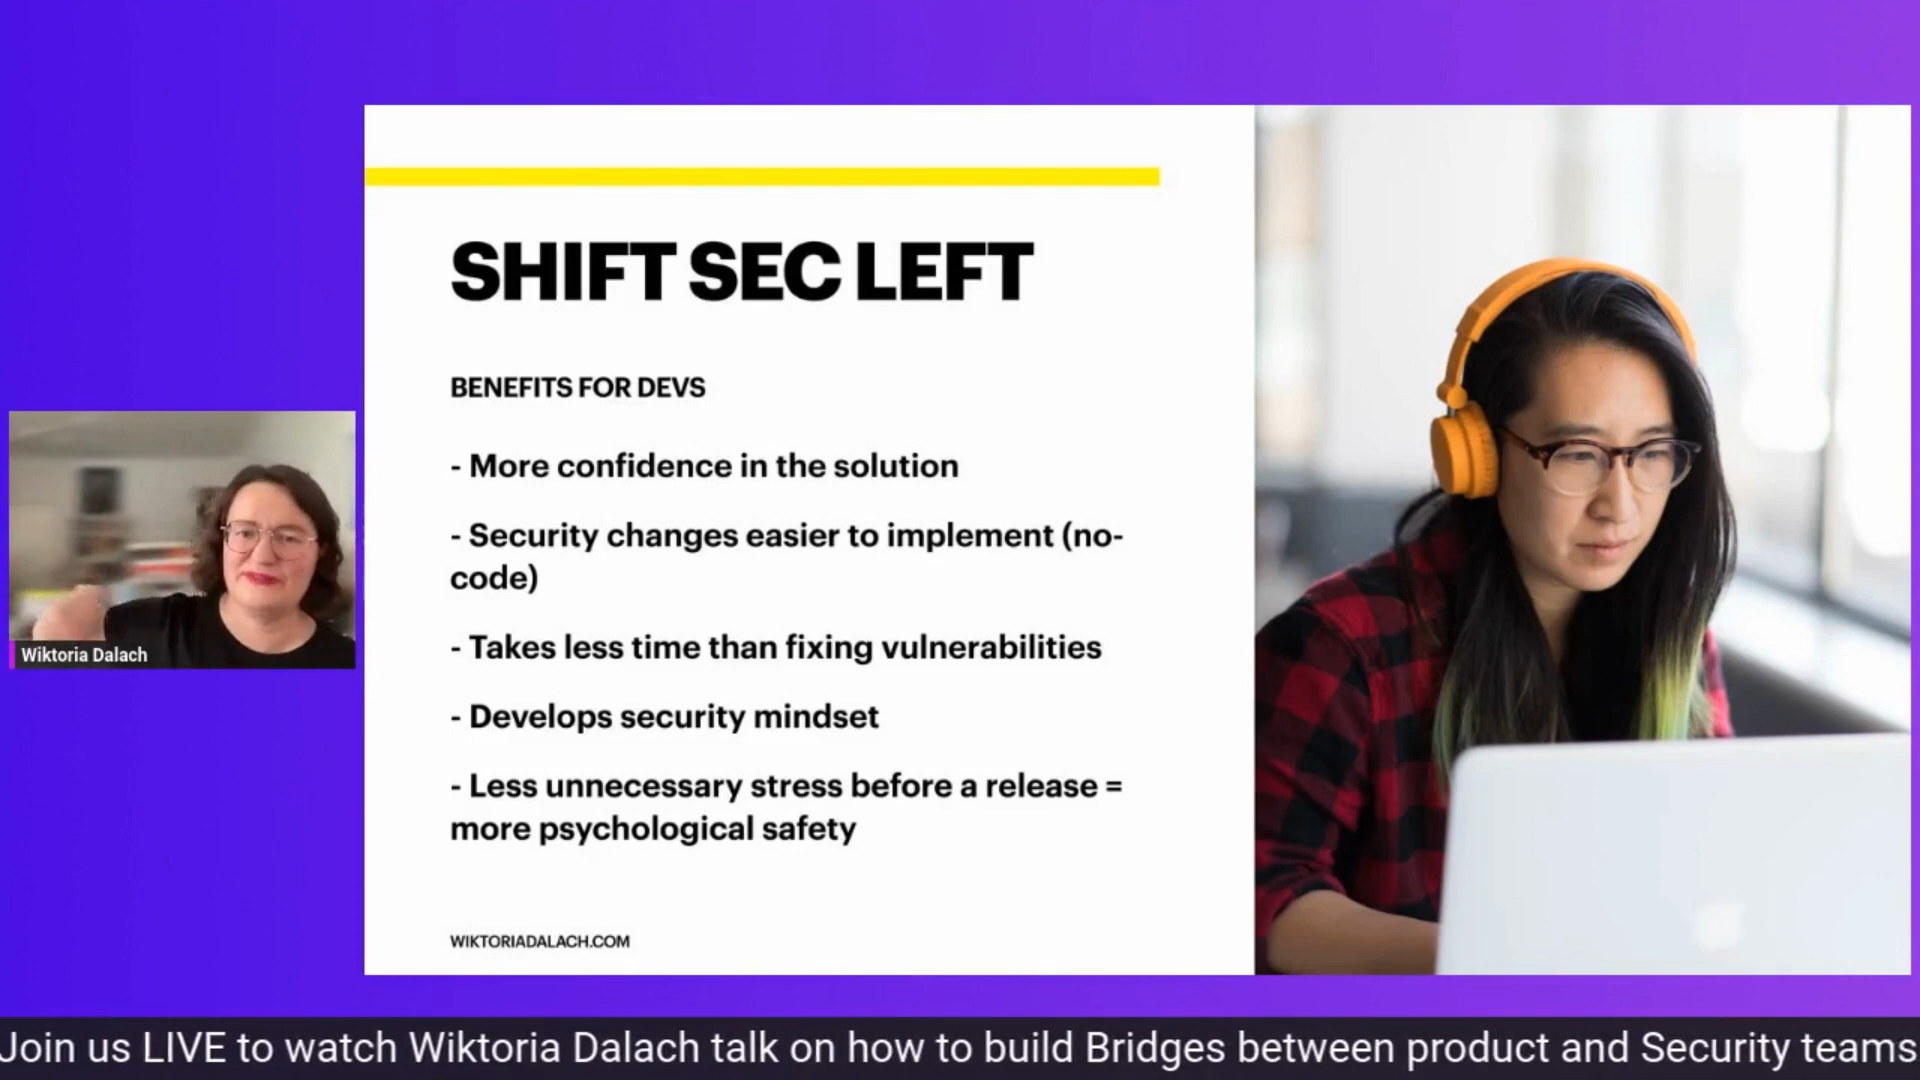 SHIFT SEC LEFT
BENEFITS FOR DEVS
- More confidence in the solution
- Security changes easier to implement (no-
code)
- Takes less time than fixing vulnerabilities
- Develops security mindset
- Less unnecessary stress before a release =
more psychological safety
WIKTORIADALACH.COM
Wiktoria Dalach
Join us LIVE to watch Wiktoria Dalach talk on how to build Bridges between product and Security teams